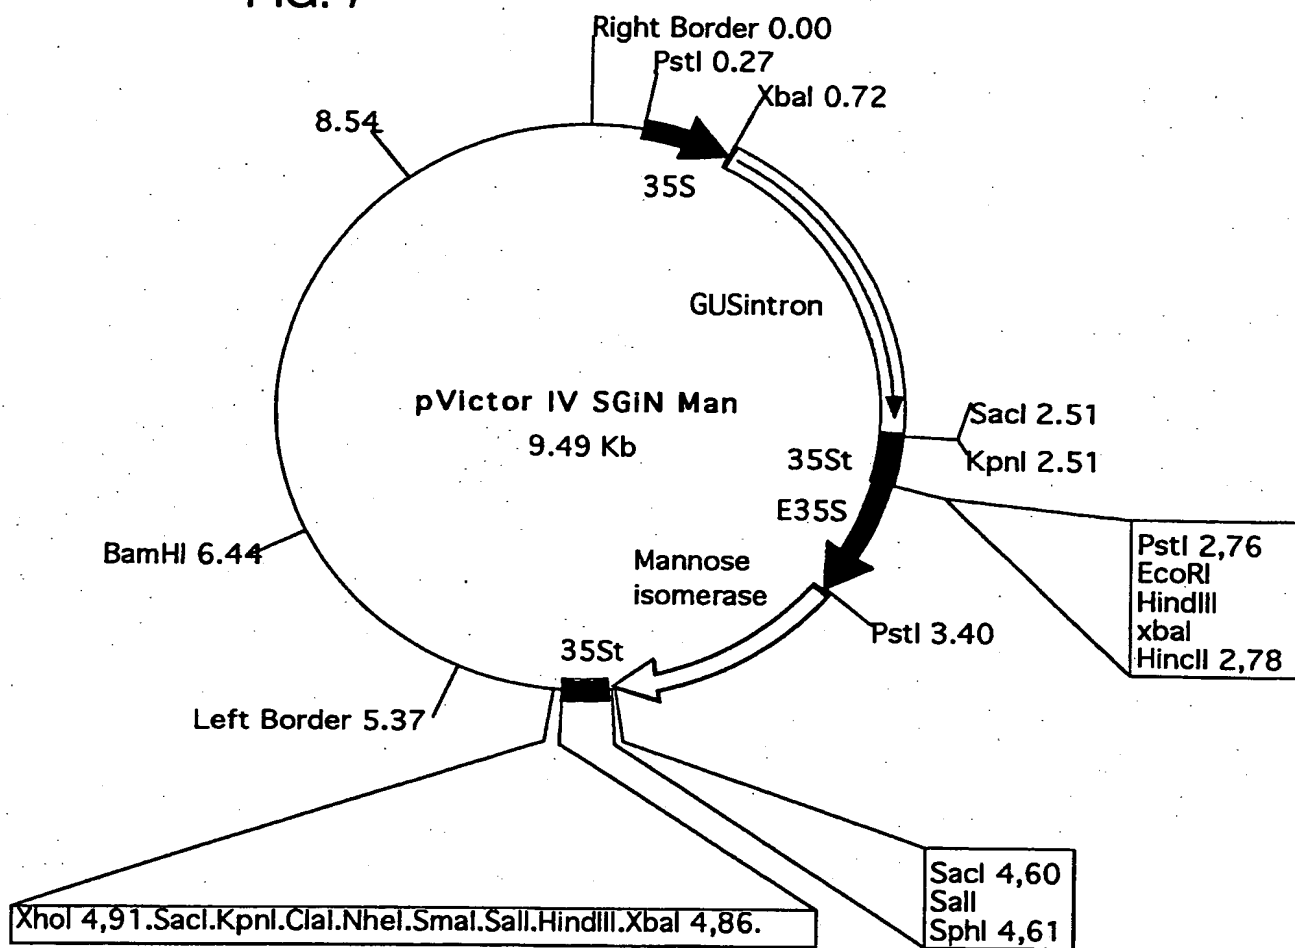 FIG. 7
Right Border 0.00
PstI 0.27
XbaI 0.72
8.54
35S
GUSintron
pVictor IV SGiN Man
9.49 Kb
SacI 2.51
KpnI 2.51
35St
E35S
PstI 2,76
EcoRI
HindIII
xbaI
HincII 2,78
BamHI 6.44
Mannose
isomerase
PstI 3.40
35St
Left Border 5.37
SacI 4,60
SalI
SphI 4,61
XhoI 4,91.SacI.KpnI.ClaI.NheI.SmaI.SalI.HindIII.XbaI 4,86.